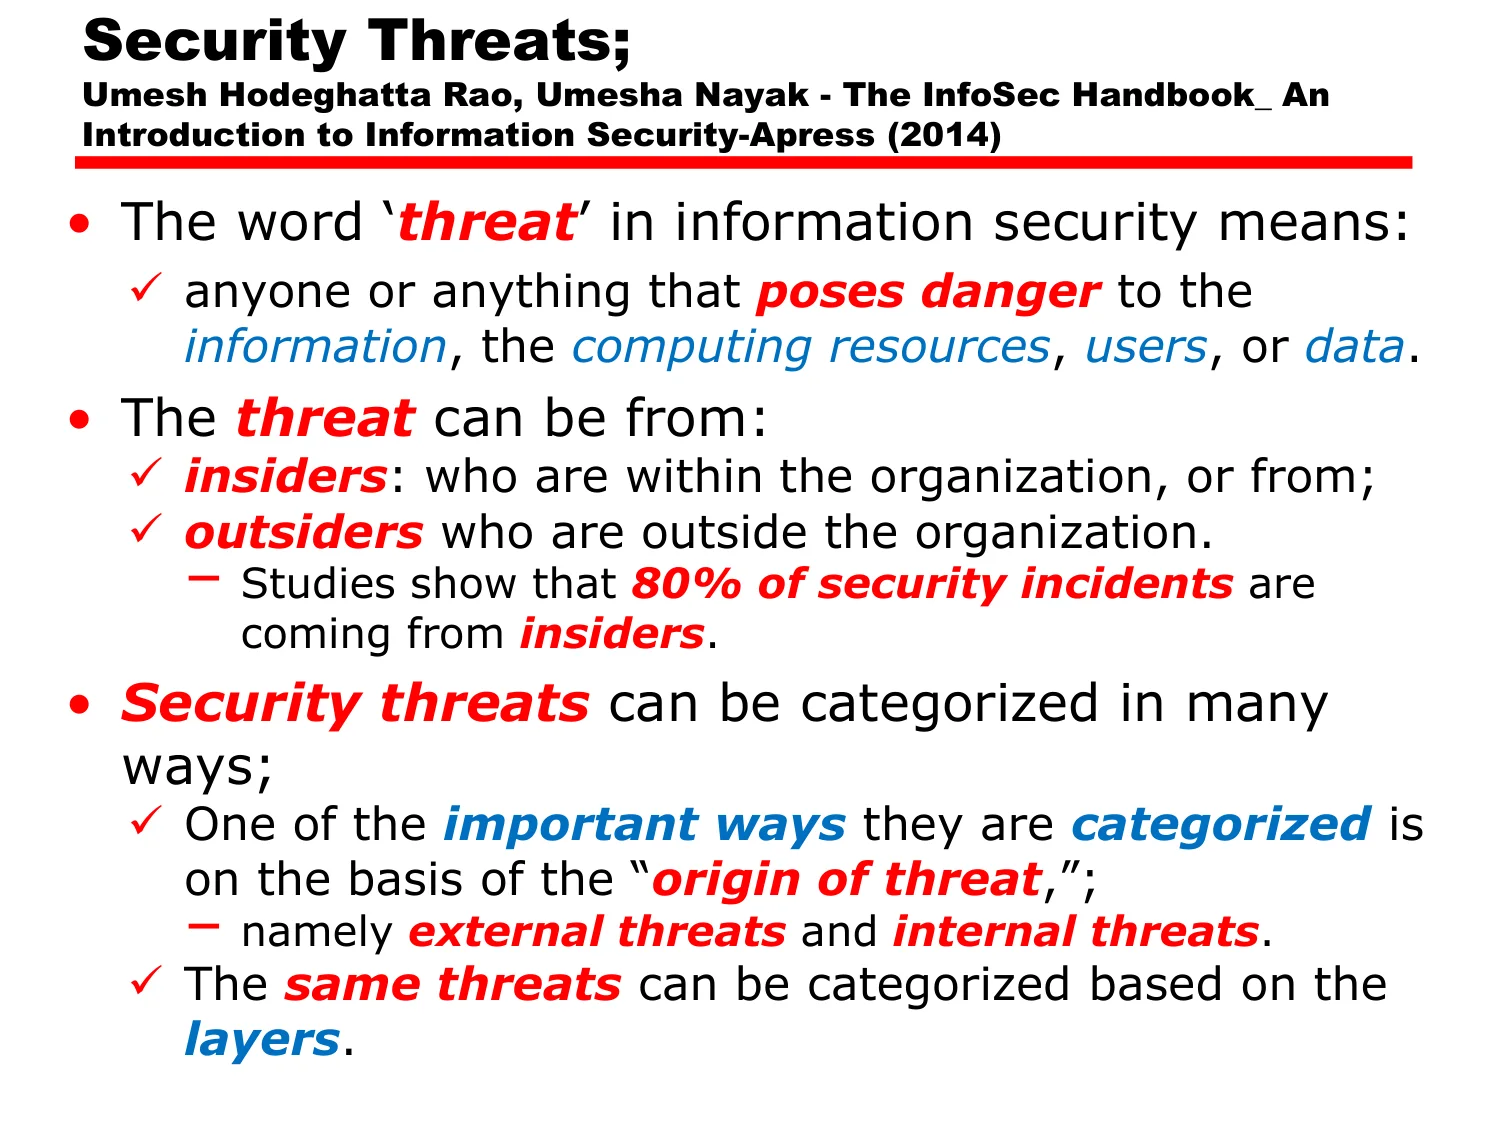 Security Threats;
Umesh Hodeghatta Rao, Umesha Nayak - The InfoSec Handbook_ An
Introduction to Information Security-Apress (2014)
• The word ‘threat’ in information security means:
✓ anyone or anything that poses danger to the
information, the computing resources, users, or data.
• The threat can be from:
✓ insiders: who are within the organization, or from;
✓ outsiders who are outside the organization.
– Studies show that 80% of security incidents are
coming from insiders.
• Security threats can be categorized in many
ways;
✓ One of the important ways they are categorized is
on the basis of the “origin of threat,”;
– namely external threats and internal threats.
✓ The same threats can be categorized based on the
layers.